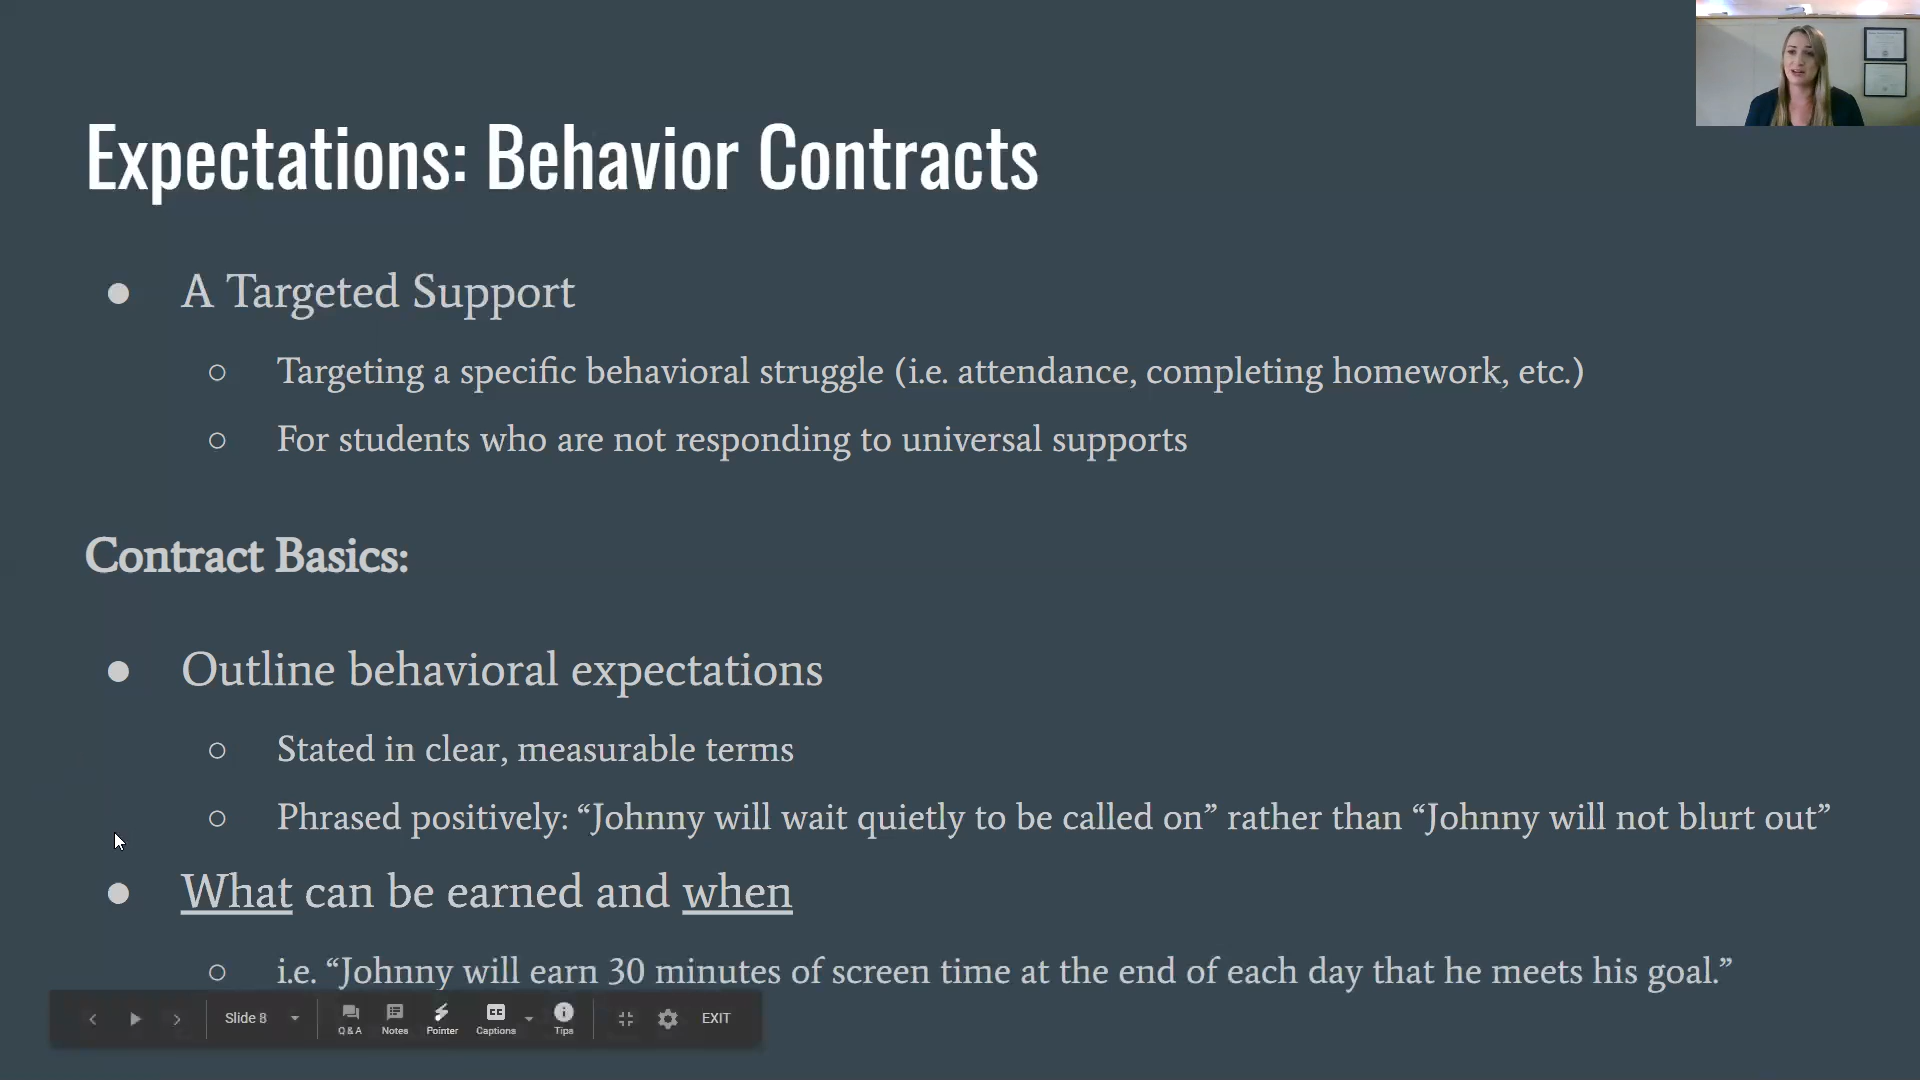 Expectations: Behavior Contracts
● A Targeted Support
○ Targeting a specific behavioral struggle (i.e. attendance, completing homework, etc.)
○ For students who are not responding to universal supports
Contract Basics:
● Outline behavioral expectations
○ Stated in clear, measurable terms
○ Phrased positively: “Johnny will wait quietly to be called on” rather than “Johnny will not blurt out”
● What can be earned and when
○ i.e. “Johnny will earn 30 minutes of screen time at the end of each day that he meets his goal.”
Slide 8 Q & A Notes Pointer CC Captions Tips EXIT